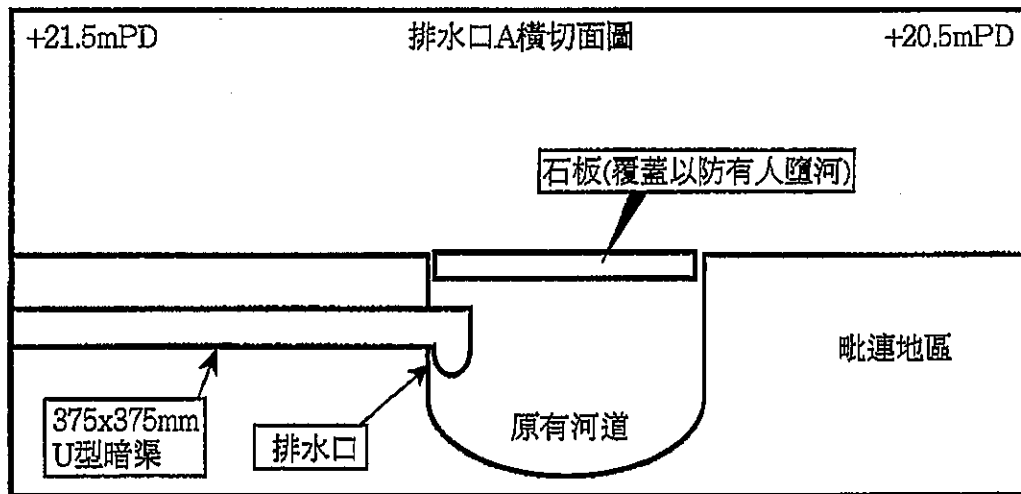 +21.5mPD
排水口A橫切面圖
+20.5mPD
石板(覆蓋以防有人墮河)
毗連地區
375x375mm
U型暗渠
排水口
原有河道